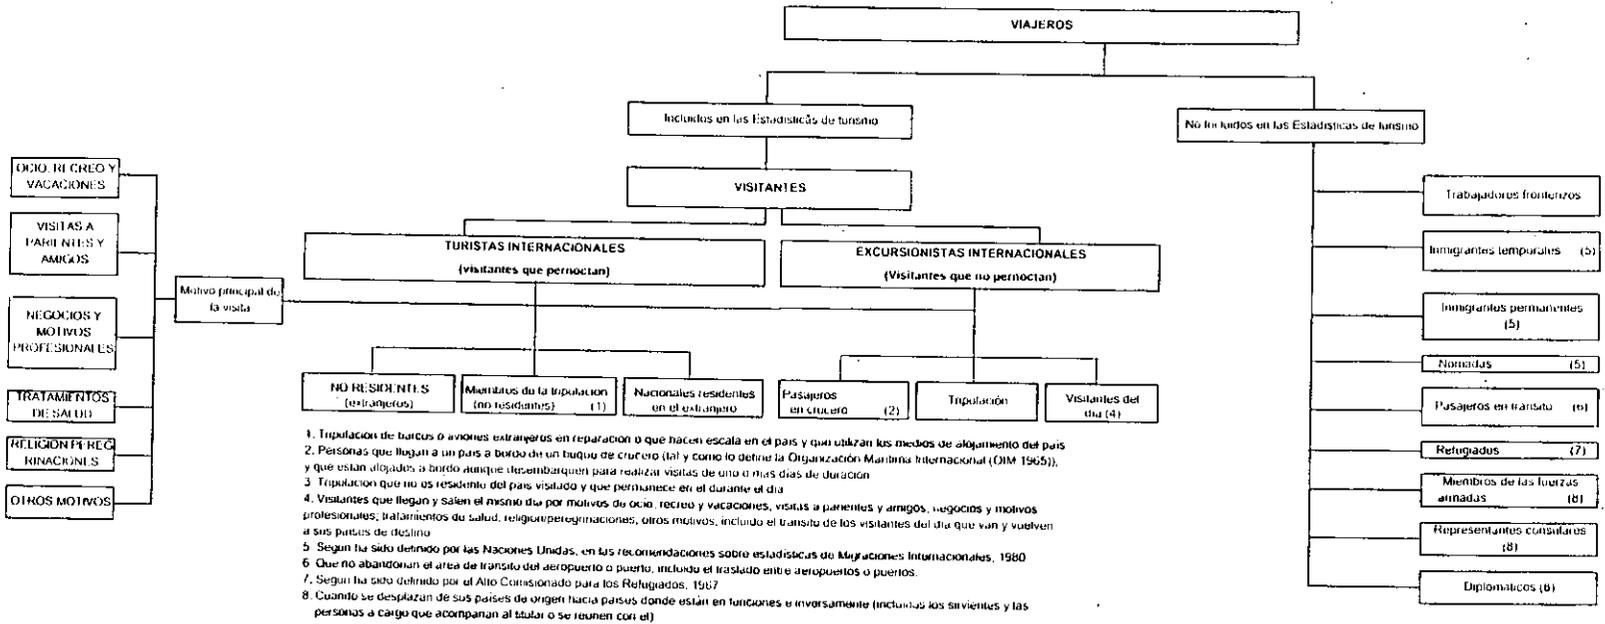 VIAJEROS
Incluidos en las Estadísticas de turismo
No Incluidos en las Estadísticas de turismo
VISITANTES
TURISTAS INTERNACIONALES
(visitantes que pernoctan)
EXCURSIONISTAS INTERNACIONALES
(Visitantes que no pernoctan)
OCIO, RECREO Y
VACACIONES
VISITAS A
PARIENTES Y
AMIGOS
NEGOCIOS Y
MOTIVOS
PROFESIONALES
TRATAMIENTOS
DE SALUD
RELIGION PEREG
RINACIONES
OTROS MOTIVOS
Motivo principal de
la visita
NO RESIDENTES
(extranjeros)
Miembros de la tripulacion
(no residentes) (1)
Nacionales residentes
en el extranjero
Pasajeros
en crucero (2)
Tripulación
Visitantes del
dia (4)
Trabajadores fronterizos
Inmigrantes temporales (5)
Inmigrantes permanentes
(5)
Nomadas (5)
Pasajeros en tránsito (6)
Refugiados (7)
Miembros de las fuerzas
armadas (8)
Representantes consulares
(8)
Diplomaticos (8)
1. Tripulacion de barcos o aviones extranjeros en reparación o que hacen escala en el país y que utilizan los medios de alojamiento del país
2. Personas que llegan a un país a bordo de un buque de crucero (tal y como lo define la Organización Marítima Internacional (OIM 1965)),
y que están alojados a bordo aunque desembarquen para realizar visitas de uno o mas días de duración
3 Tripulación que no es residente del país visitado y que permanece en el durante el dia
4. Visitantes que llegan y salen el mismo dia por motivos de ocio, recreo y vacaciones, visitas a parientes y amigos, negocios y motivos
profesionales; tratamientos de salud, religion/peregrinaciones, otros motivos, incluido el transito de los visitantes del dia que van y vuelven
a sus países de destino
5 Segun ha sido definido por las Naciones Unidas, en las recomendaciones sobre estadísticas de Migraciones Internacionales, 1980
6 Que no abandonan el area de transito del aeropuerto o puerto, incluido el traslado entre aeropuertos o puertos.
7. Segun ha sido definido por el Alto Comisionado para los Refugiados, 1967
8. Cuando se desplazan de sus países de origen hacia países donde están en funciones e inversamente (incluidas los sirvientes y las
personas a cargo que acompanan al titular o se reunen con el)